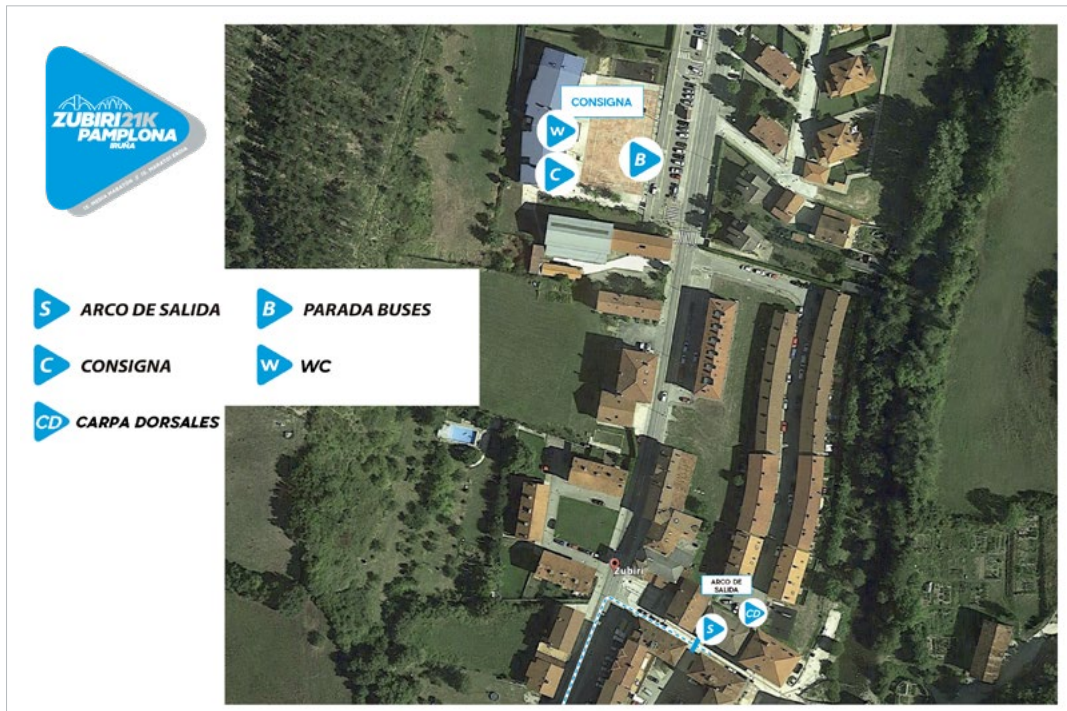 ZUBIRI21K
PAMPLONA
IRUÑA
CONSIGNA
W
C
B
S ARCO DE SALIDA
B PARADA BUSES
C CONSIGNA
W WC
CD CARPA DORSALES
Zubiri
ARCO DE
SALIDA
S
CD